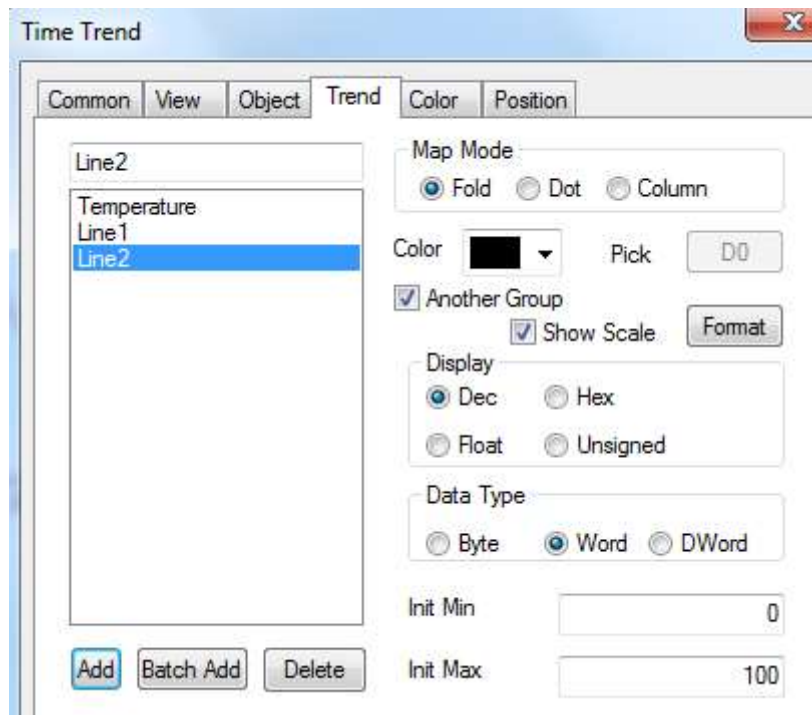 Time Trend
Common View Object Trend Color Position
Line2
Temperature
Line1
Line2
Add Batch Add Delete
Map Mode
Fold Dot Column
Color Pick D0
Another Group
Show Scale Format
Display
Dec Hex
Float Unsigned
Data Type
Byte Word DWord
Init Min 0
Init Max 100